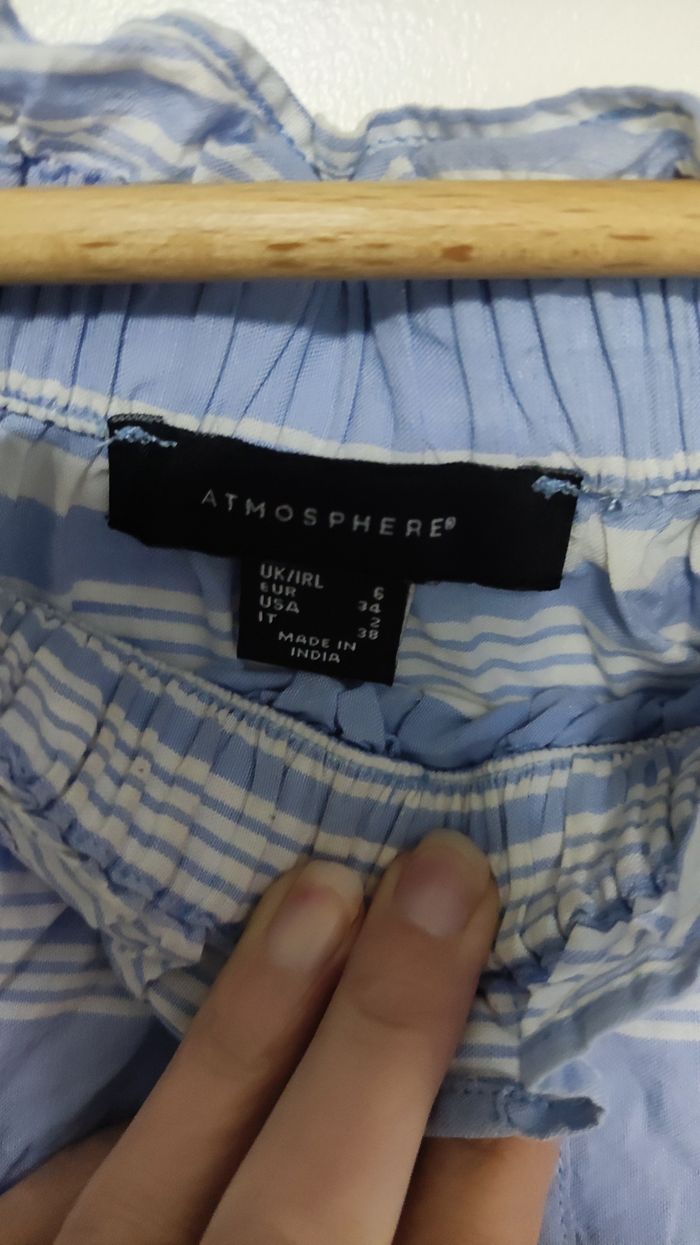 ATMOSPHERE®
UK/IRL 6
EUR 34
USA 2
IT 38
MADE IN
INDIA